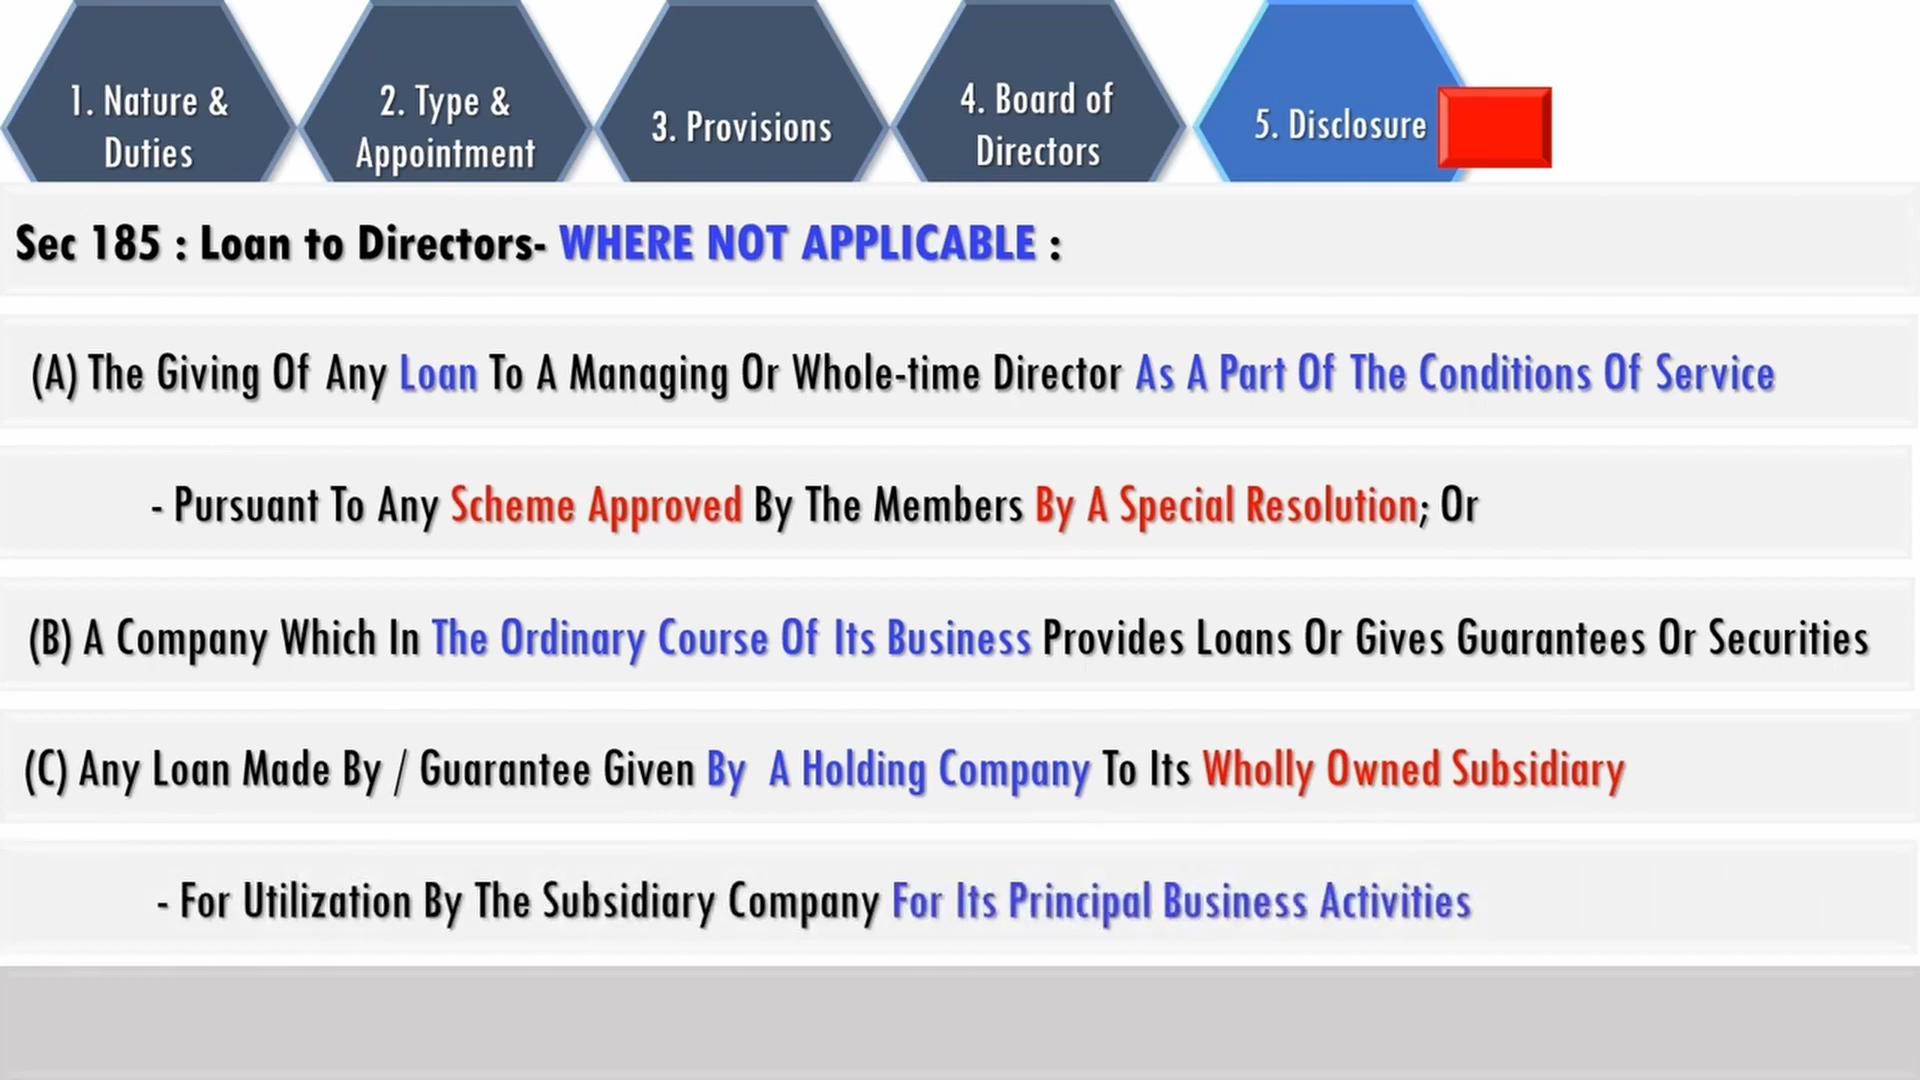 1. Nature &
Duties
2. Type &
Appointment
3. Provisions
4. Board of
Directors
5. Disclosure
Sec 185 : Loan to Directors- WHERE NOT APPLICABLE :
(A) The Giving Of Any Loan To A Managing Or Whole-time Director As A Part Of The Conditions Of Service
- Pursuant To Any Scheme Approved By The Members By A Special Resolution; Or
(B) A Company Which In The Ordinary Course Of Its Business Provides Loans Or Gives Guarantees Or Securities
(C) Any Loan Made By / Guarantee Given By A Holding Company To Its Wholly Owned Subsidiary
- For Utilization By The Subsidiary Company For Its Principal Business Activities